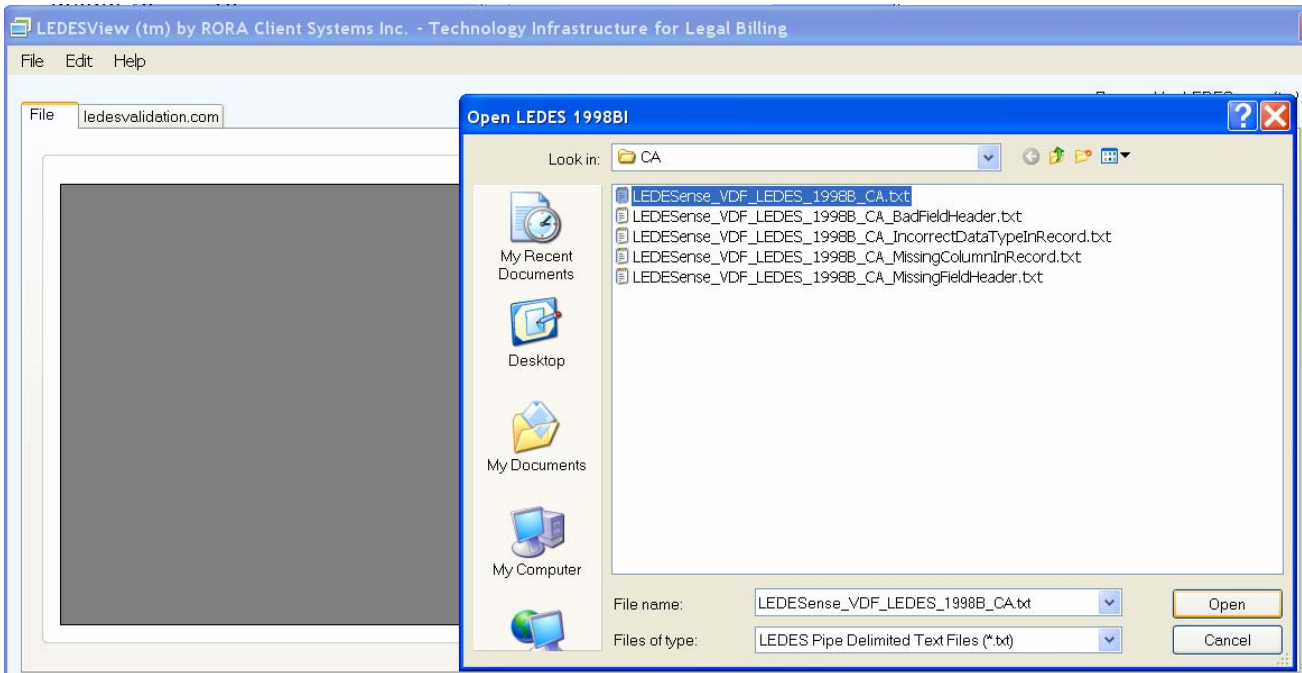 LEDESView (tm) by RORA Client Systems Inc. - Technology Infrastructure for Legal Billing
File Edit Help
File ledesvalidation.com
Open LEDES 1998BI
Look in: CA
LEDESense_VDF_LEDES_1998B_CA.txt
LEDESense_VDF_LEDES_1998B_CA_BadFieldHeader.txt
LEDESense_VDF_LEDES_1998B_CA_IncorrectDataTypeInRecord.txt
LEDESense_VDF_LEDES_1998B_CA_MissingColumnInRecord.txt
LEDESense_VDF_LEDES_1998B_CA_MissingFieldHeader.txt
My Recent
Documents
Desktop
My Documents
My Computer
File name: LEDESense_VDF_LEDES_1998B_CA.txt Open
Files of type: LEDES Pipe Delimited Text Files (*.txt) Cancel